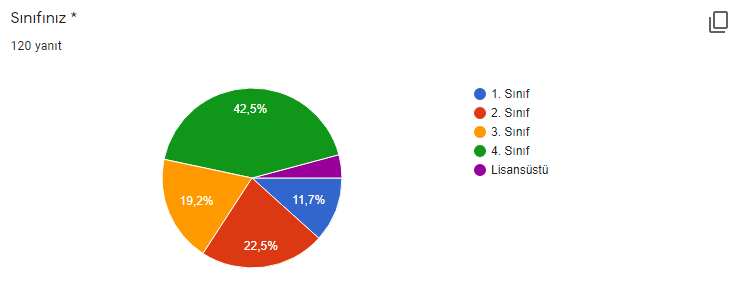 Sınıfınız *
120 yanıt
42,5%
19,2%
11,7%
22,5%
1. Sınıf
2. Sınıf
3. Sınıf
4. Sınıf
Lisansüstü